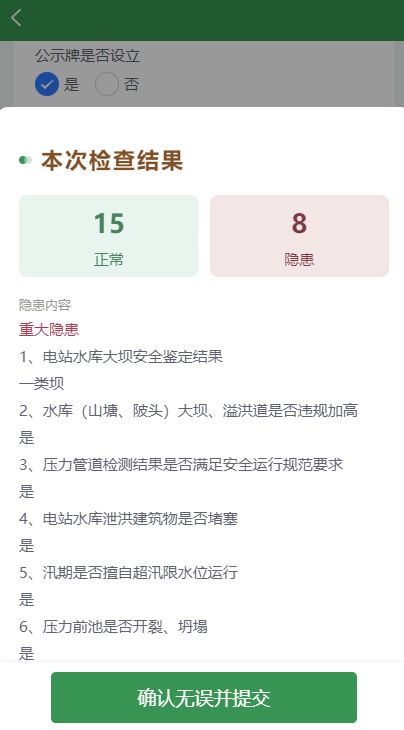 公示牌是否设立
是 否
本次检查结果
15 8
正常 隐患
隐患内容
重大隐患
1、电站水库大坝安全鉴定结果
一类坝
2、水库（山塘、陂头）大坝、溢洪道是否违规加高
是
3、压力管道检测结果是否满足安全运行规范要求
是
4、电站水库泄洪建筑物是否堵塞
是
5、汛期是否擅自超汛限水位运行
是
6、压力前池是否开裂、坍塌
是
确认无误并提交